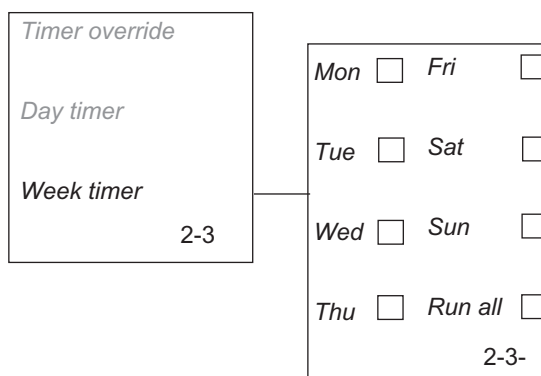 Timer override
Day timer
Week timer
2-3
Mon Fri
Tue Sat
Wed Sun
Thu Run all
2-3-